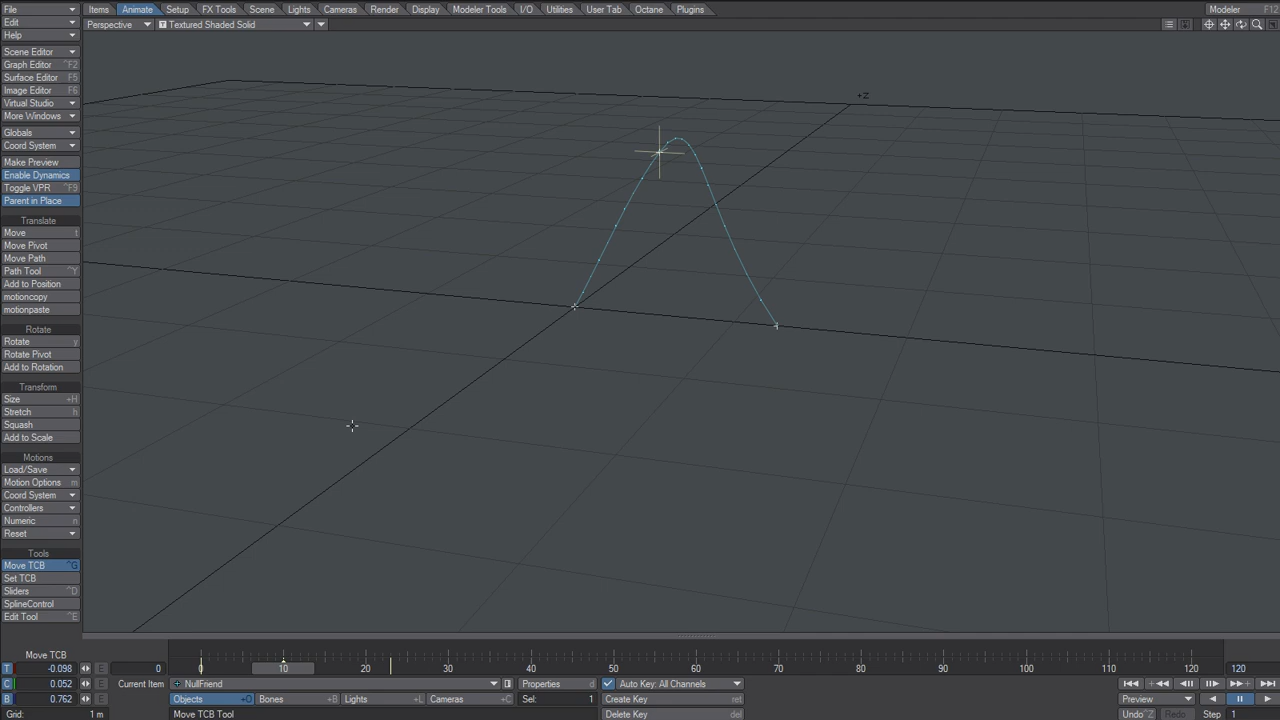 File Items Animate Setup FX Tools Scene Lights Cameras Render Display Modeler Tools I/O Utilities User Tab Octane Plugins Modeler F12
Edit Perspective Textured Shaded Solid
Help
Scene Editor
Graph Editor ^F2
Surface Editor F5
Image Editor F6
Virtual Studio
More Windows
+Z
Globals
Coord System
Make Preview
Enable Dynamics
Toggle VPR ^F9
Parent in Place
Translate
Move t
Move Pivot
Move Path
Path Tool ^Y
Add to Position
motioncopy
motionpaste
Rotate
Rotate y
Rotate Pivot
Add to Rotation
Transform
Size +H
Stretch h
Squash
Add to Scale
Motions
Load/Save
Motion Options m
Coord System
Controllers
Numeric n
Reset
Tools
Move TCB ^G
Set TCB
Sliders ^D
SplineControl
Edit Tool ^E
Move TCB
T -0.098 E 0 0 10 20 30 40 50 60 70 80 90 100 110 120 120
C 0.052 E Current Item NullFriend Properties d Auto Key: All Channels
B 0.762 E Objects +O Bones +B Lights +L Cameras +C Sel: 1 Create Key ret Preview
Grid: 1 m Move TCB Tool Delete Key del Undo^Z Redo Step 1